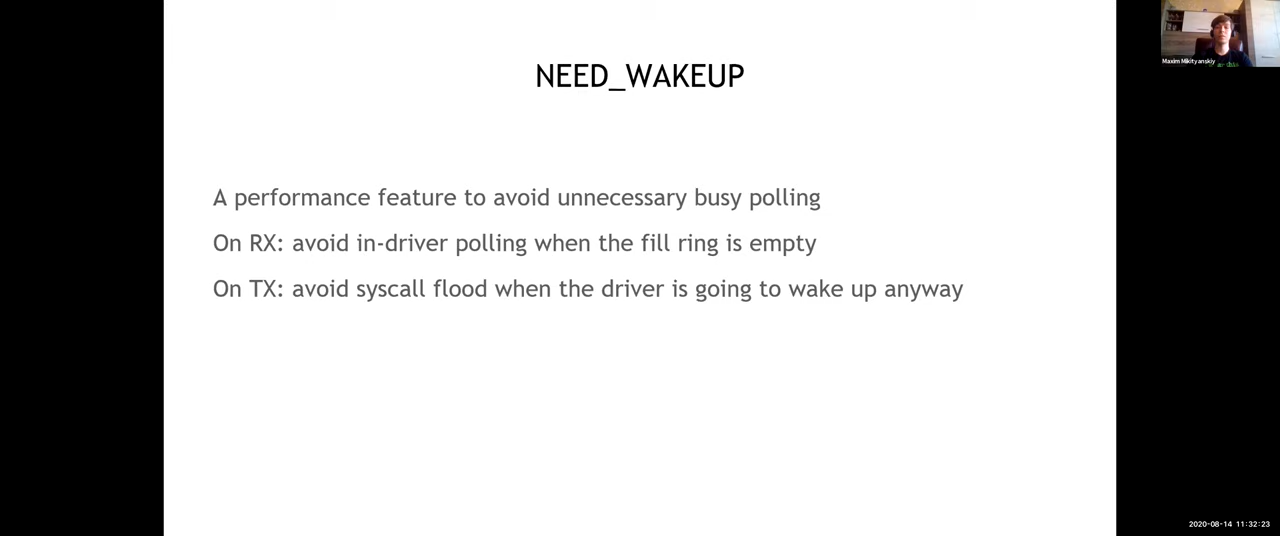 NEED_WAKEUP
A performance feature to avoid unnecessary busy polling
On RX: avoid in-driver polling when the fill ring is empty
On TX: avoid syscall flood when the driver is going to wake up anyway
Maxim Mikityanskiy
2020-08-14 11:32:23